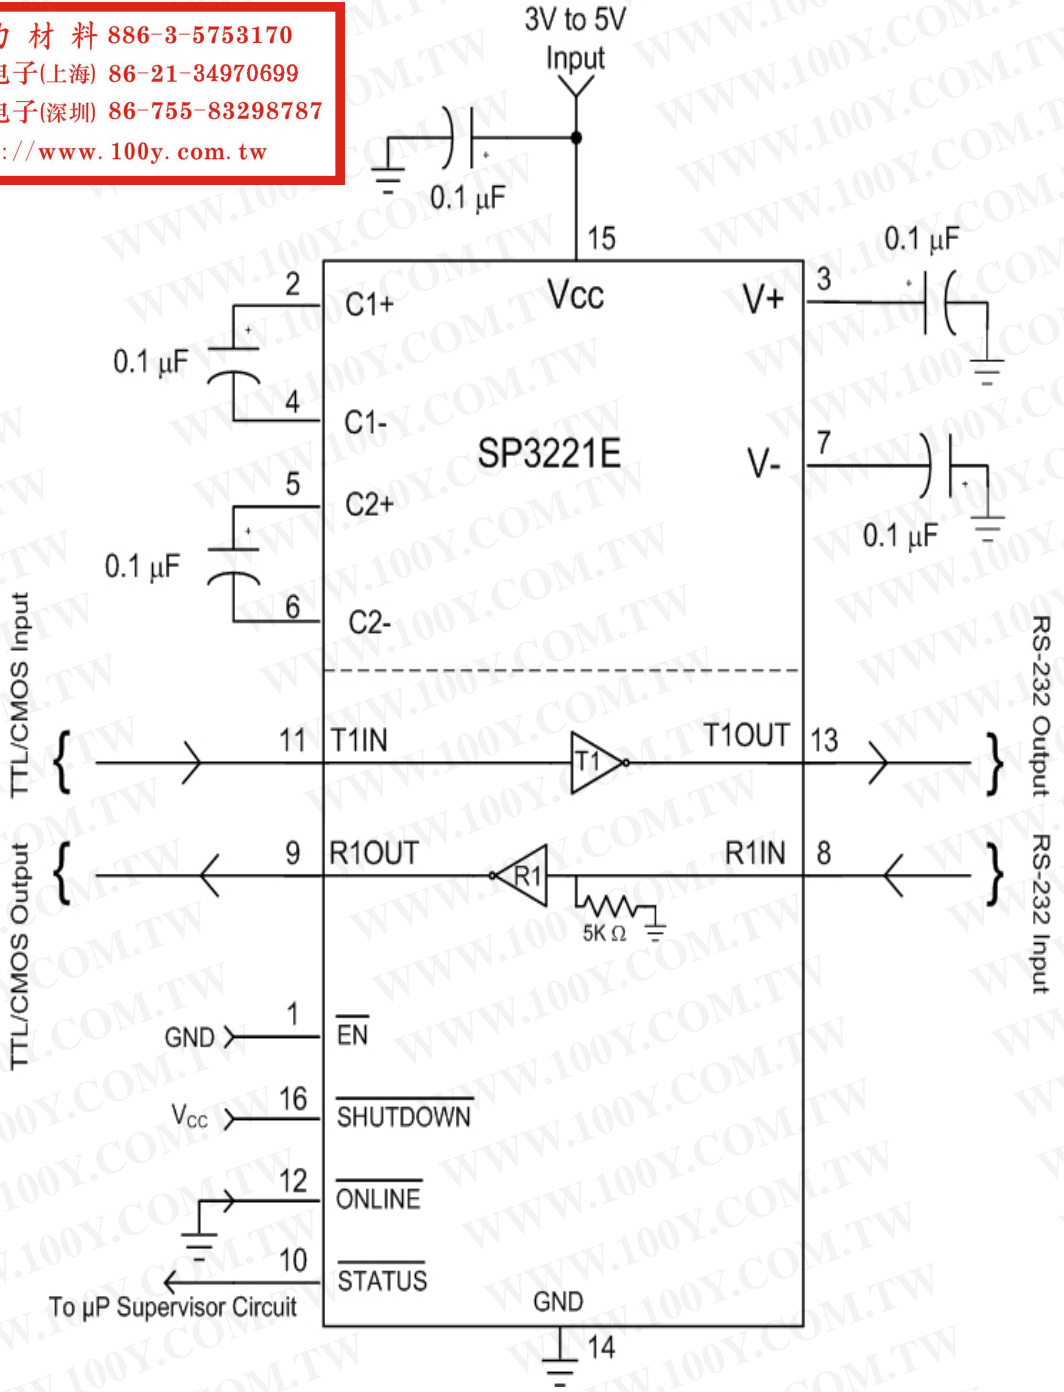 材 料 886-3-5753170
电子(上海) 86-21-34970699
电子(深圳) 86-755-83298787
://www.100y.com.tw
3V to 5V
Input
+
0.1 µF
15
0.1 µF
2
C1+
Vcc
V+
3
+
+
0.1 µF
4
C1-
SP3221E
7
V-
5
C2+
+
+
0.1 µF
0.1 µF
6
C2-
TTL/CMOS Input
RS-232 Output
11
T1IN
T1
T1OUT
13
9
R1OUT
R1
R1IN
8
5K Ω
TTL/CMOS Output
RS-232 Input
1
GND
EN
16
VCC
SHUTDOWN
12
ONLINE
10
STATUS
To µP Supervisor Circuit
GND
14
WWW.100Y.COM.TW